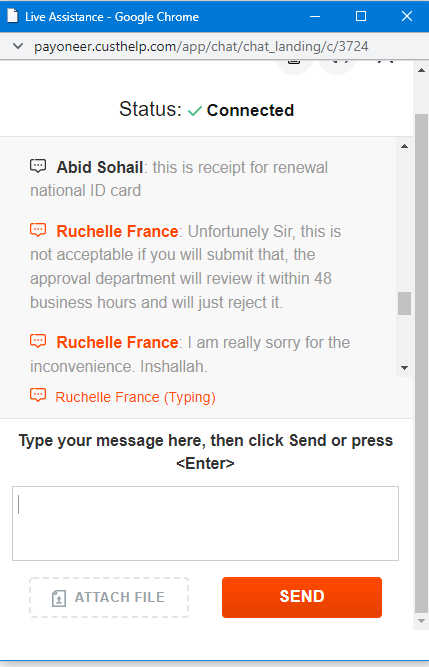 Live Assistance - Google Chrome
payoneer.custhelp.com/app/chat/chat_landing/c/3724
Status: Connected
Abid Sohail: this is receipt for renewal
national ID card
Ruchelle France: Unfortunely Sir, this is
not acceptable if you will submit that, the
approval department will review it within 48
business hours and will just reject it.
Ruchelle France: I am really sorry for the
inconvenience. Inshallah.
Ruchelle France (Typing)
Type your message here, then click Send or press
<Enter>
ATTACH FILE
SEND